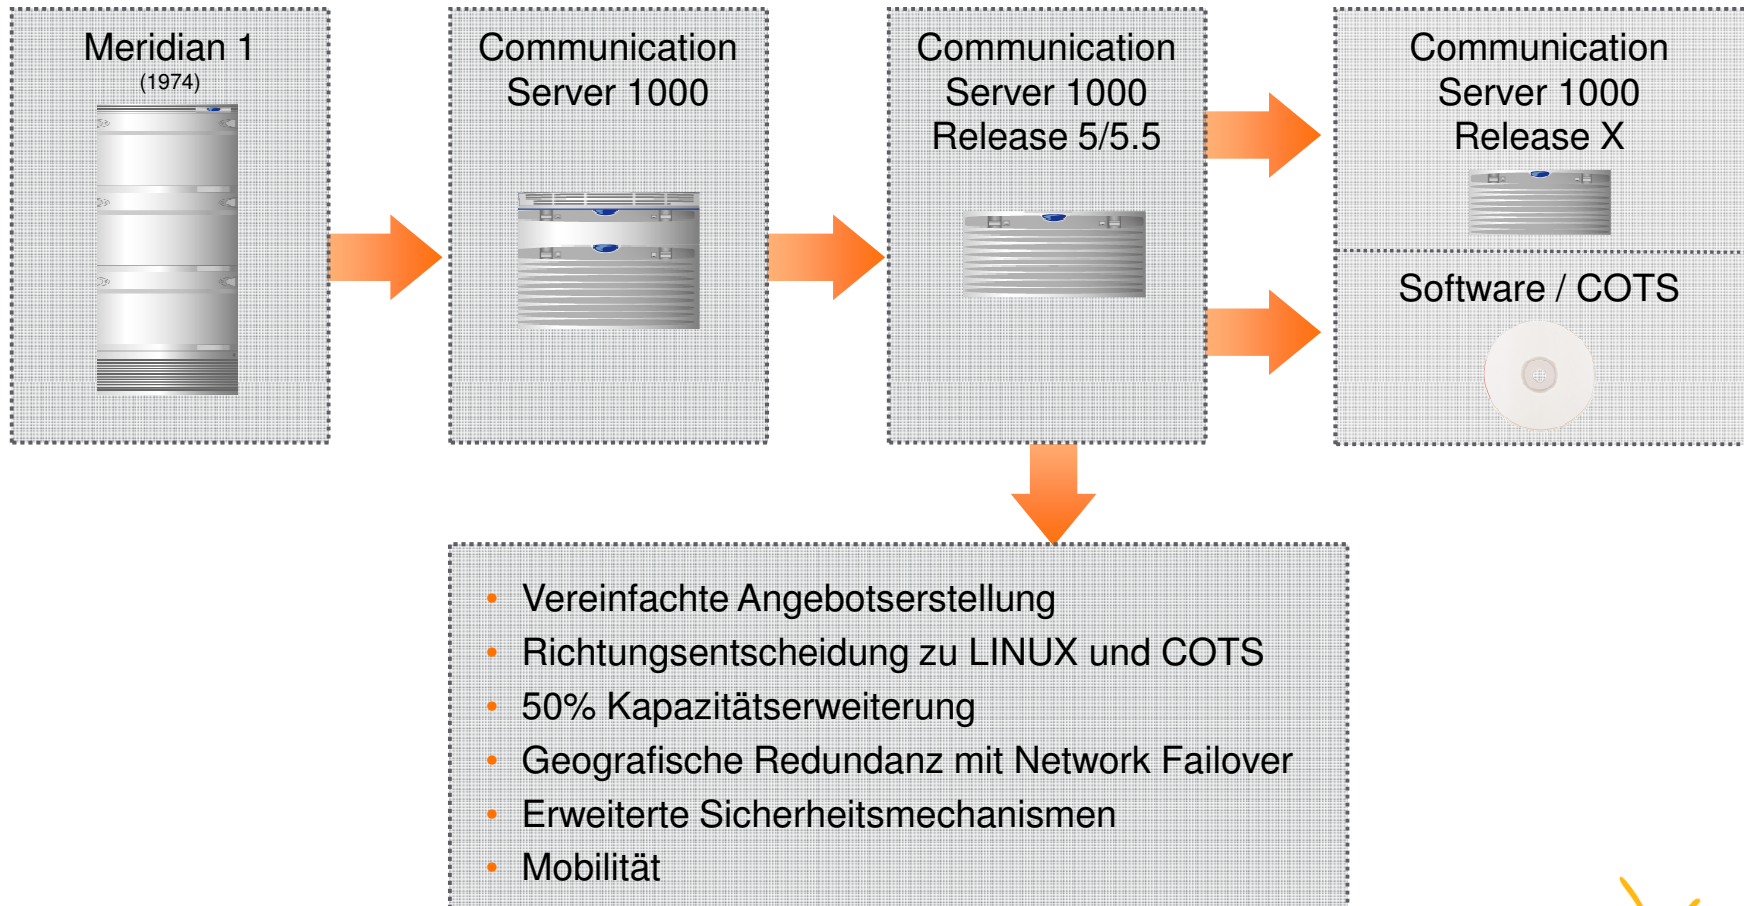 Meridian 1
(1974)
Communication
Server 1000
Communication
Server 1000
Release 5/5.5
Communication
Server 1000
Release X
Software / COTS
• Vereinfachte Angebotserstellung
• Richtungsentscheidung zu LINUX und COTS
• 50% Kapazitätserweiterung
• Geografische Redundanz mit Network Failover
• Erweiterte Sicherheitsmechanismen
• Mobilität